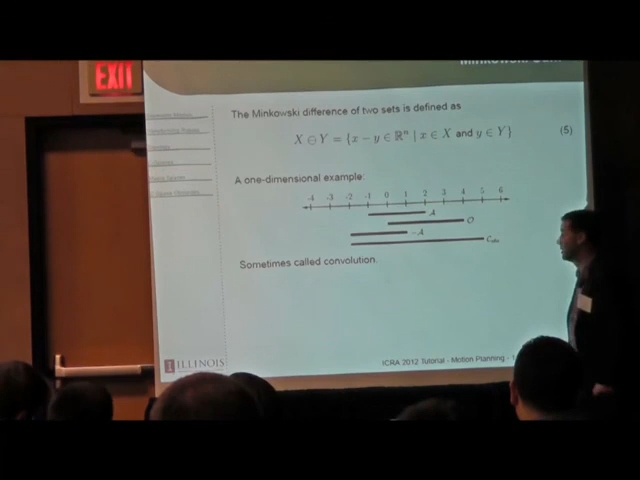 EXIT
The Minkowski difference of two sets is defined as
X ⊖ Y = {x − y ∈ ℝⁿ | x ∈ X and y ∈ Y} (5)
A one-dimensional example:
-4 -3 -2 -1 0 1 2 3 4 5 6
A
O
-A
C_obs
Sometimes called convolution.
ILLINOIS
ICRA 2012 Tutorial - Motion Planning -